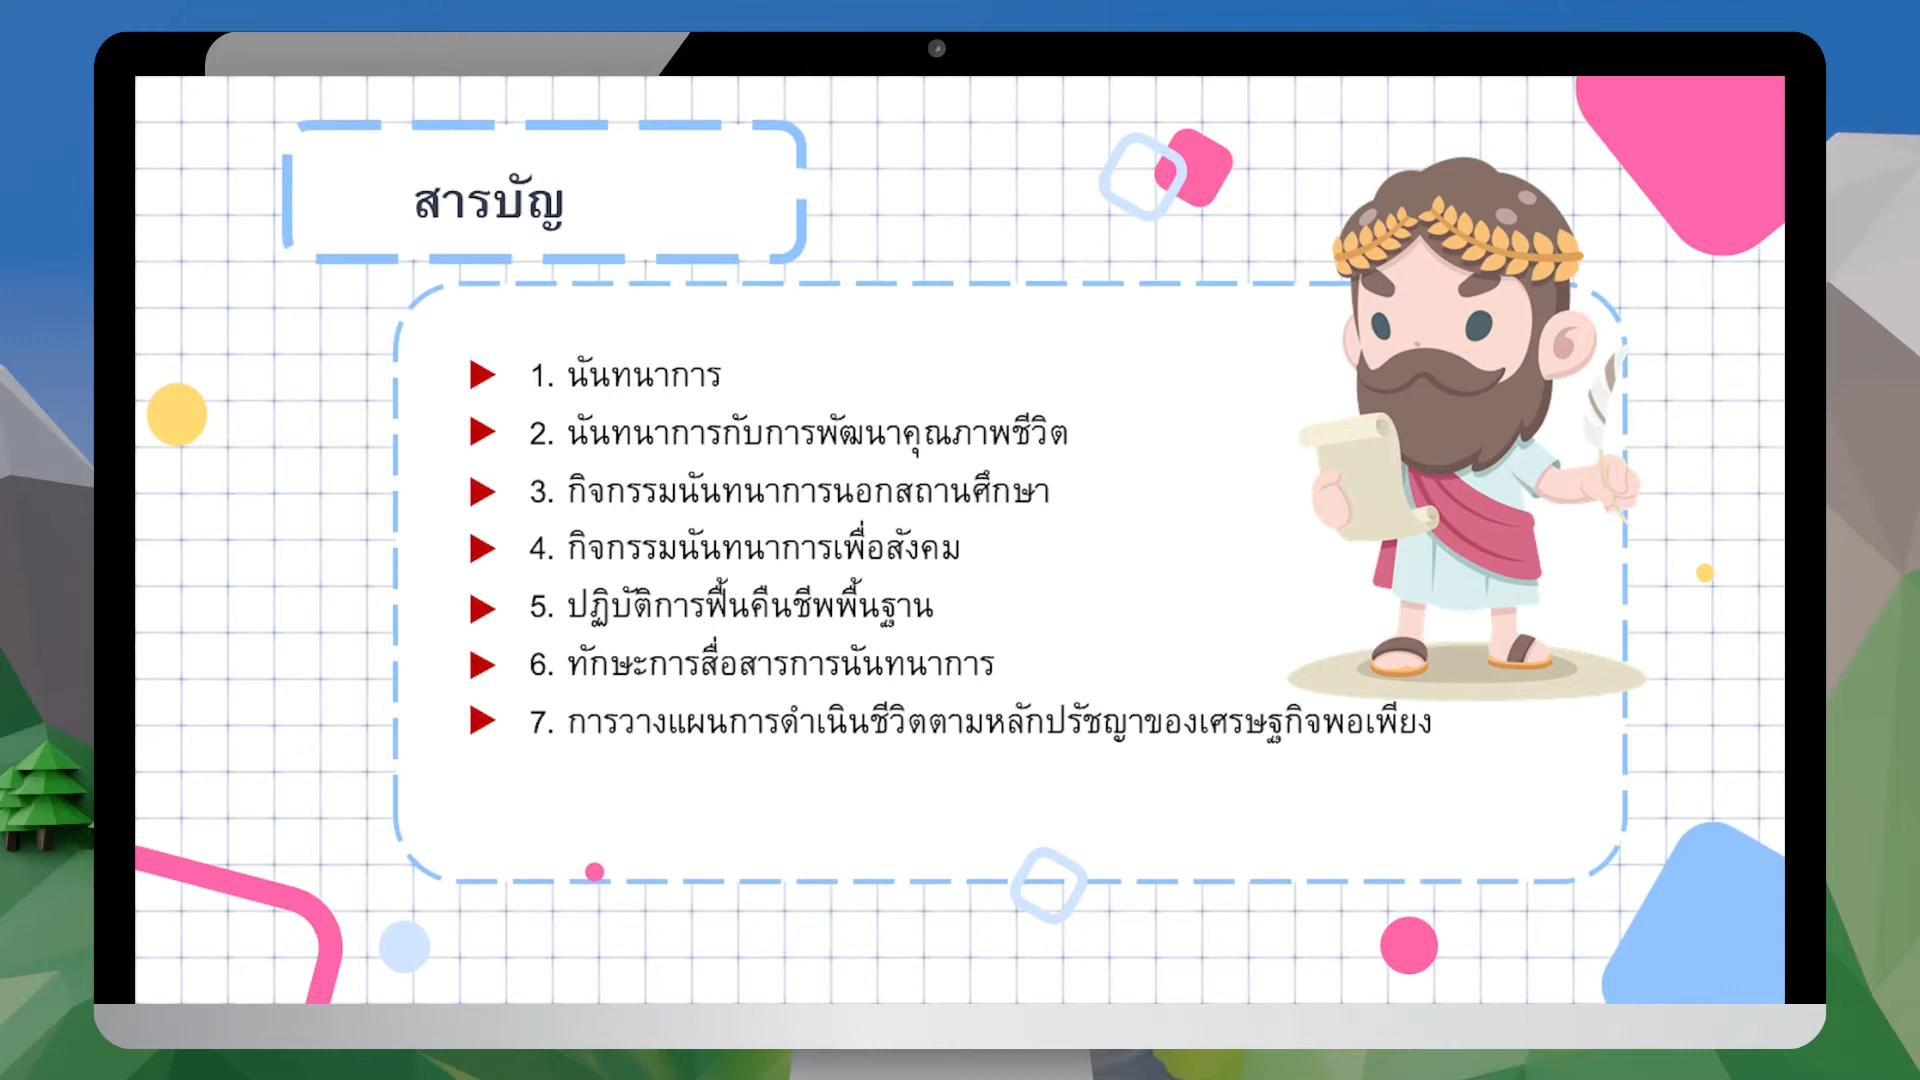 สารบัญ
1. นันทนาการ
2. นันทนาการกับการพัฒนาคุณภาพชีวิต
3. กิจกรรมนันทนาการนอกสถานศึกษา
4. กิจกรรมนันทนาการเพื่อสังคม
5. ปฏิบัติการฟื้นคืนชีพพื้นฐาน
6. ทักษะการสื่อสารการนันทนาการ
7. การวางแผนการดำเนินชีวิตตามหลักปรัชญาของเศรษฐกิจพอเพียง